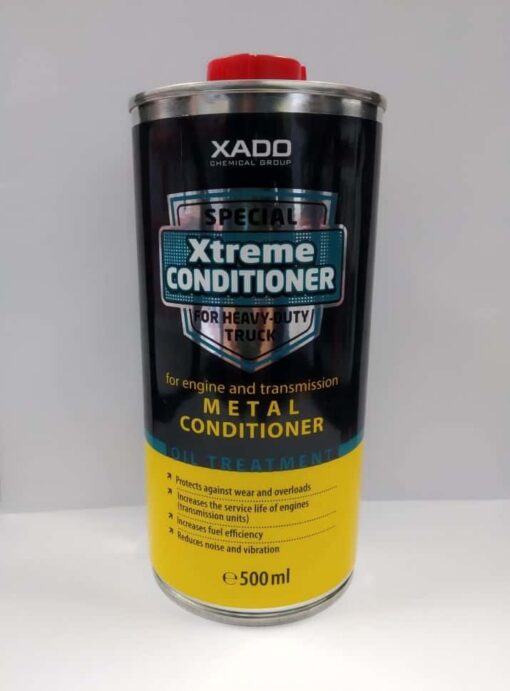 XADO
CHEMICAL GROUP
SPECIAL
Xtreme
CONDITIONER
FOR HEAVY-DUTY
TRUCK
for engine and transmission
METAL
CONDITIONER
OIL TREATMENT
Protects against wear and overloads
Increases the service life of engines
(transmission units)
Increases fuel efficiency
Reduces noise and vibration
℮500 ml